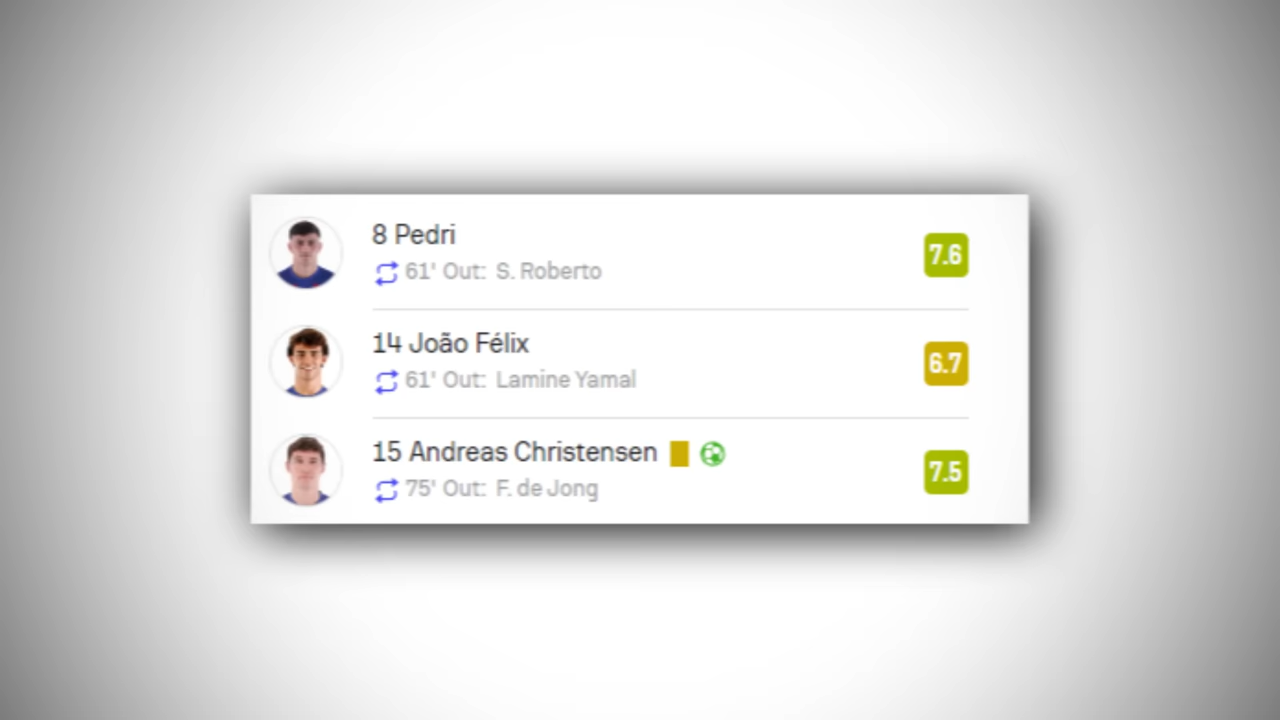 8 Pedri
61' Out: S. Roberto
7.6
14 João Félix
61' Out: Lamine Yamal
6.7
15 Andreas Christensen
75' Out: F. de Jong
7.5